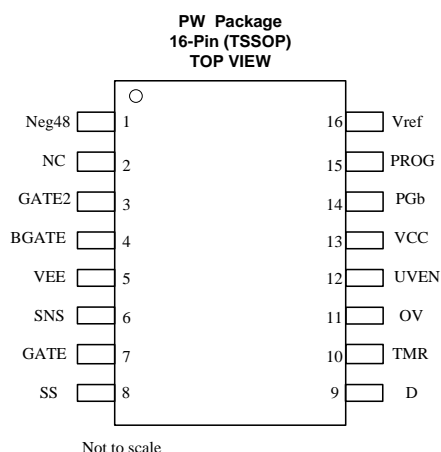 PW Package
16-Pin (TSSOP)
TOP VIEW
Neg48 1 16 Vref
NC 2 15 PROG
GATE2 3 14 PGb
BGATE 4 13 VCC
VEE 5 12 UVEN
SNS 6 11 OV
GATE 7 10 TMR
SS 8 9 D
Not to scale